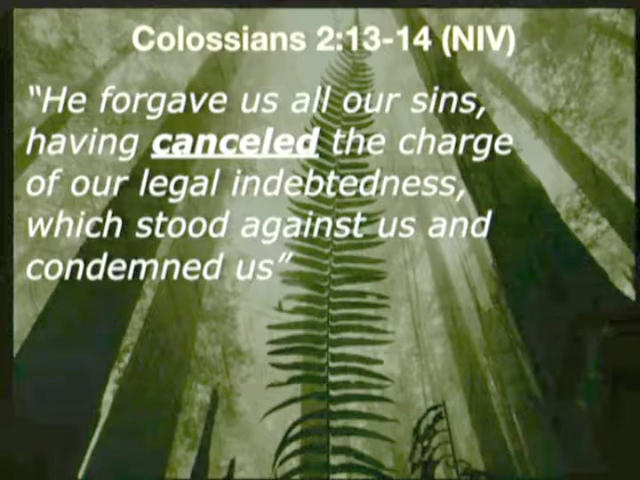 Colossians 2:13-14 (NIV)
“He forgave us all our sins,
having canceled the charge
of our legal indebtedness,
which stood against us and
condemned us”